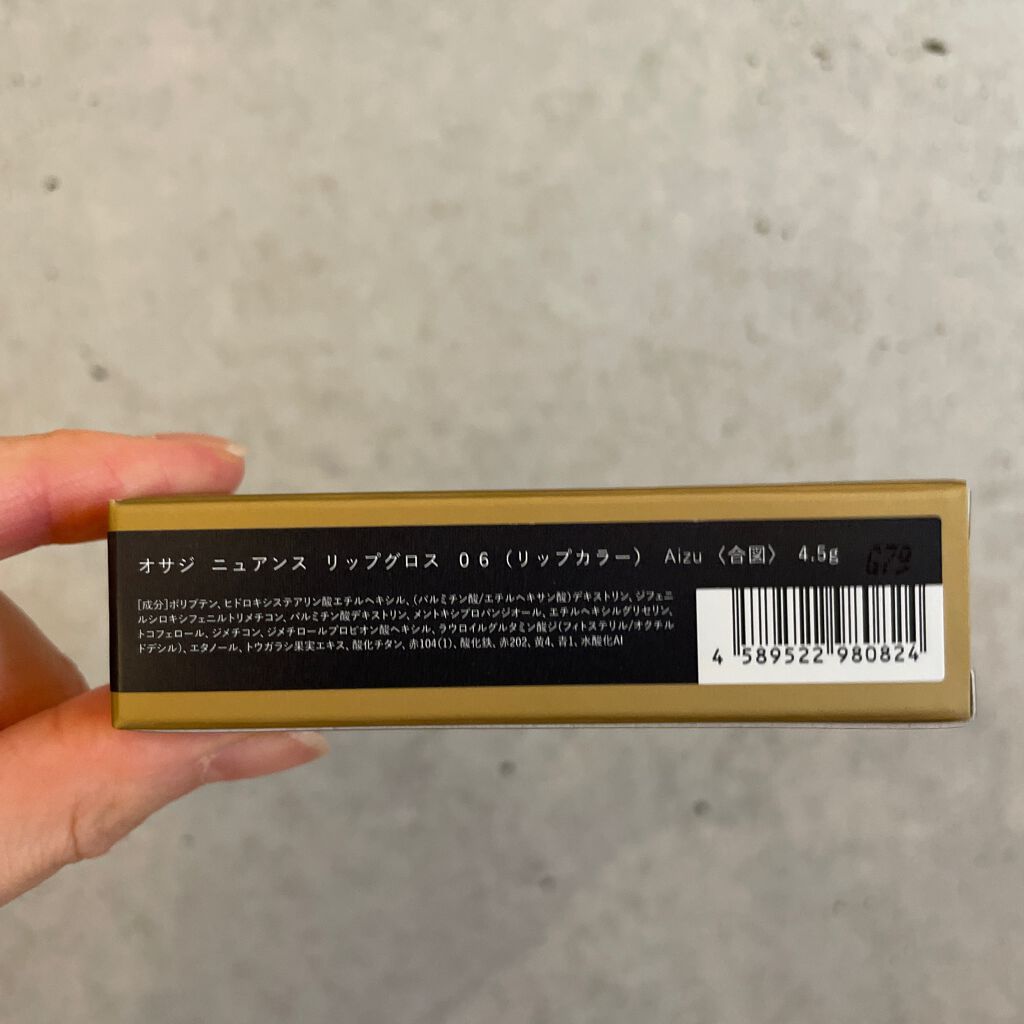 オサジ ニュアンス リップグロス 06（リップカラー） Aizu 〈合図〉 4.5g
G79
[成分]ポリブテン、ヒドロキシステアリン酸エチルヘキシル、(パルミチン酸/エチルヘキサン酸)デキストリン、ジフェニ
ルシロキシフェニルトリメチコン、パルミチン酸デキストリン、メントキシプロパンジオール、エチルヘキシルグリセリン、
トコフェロール、ジメチコン、ジメチロールプロピオン酸ヘキシル、ラウロイルグルタミン酸ジ(フィトステリル/オクチル
ドデシル)、エタノール、トウガラシ果実エキス、酸化チタン、赤104(1)、酸化鉄、赤202、黄4、青1、水酸化Al
4 589522 980824